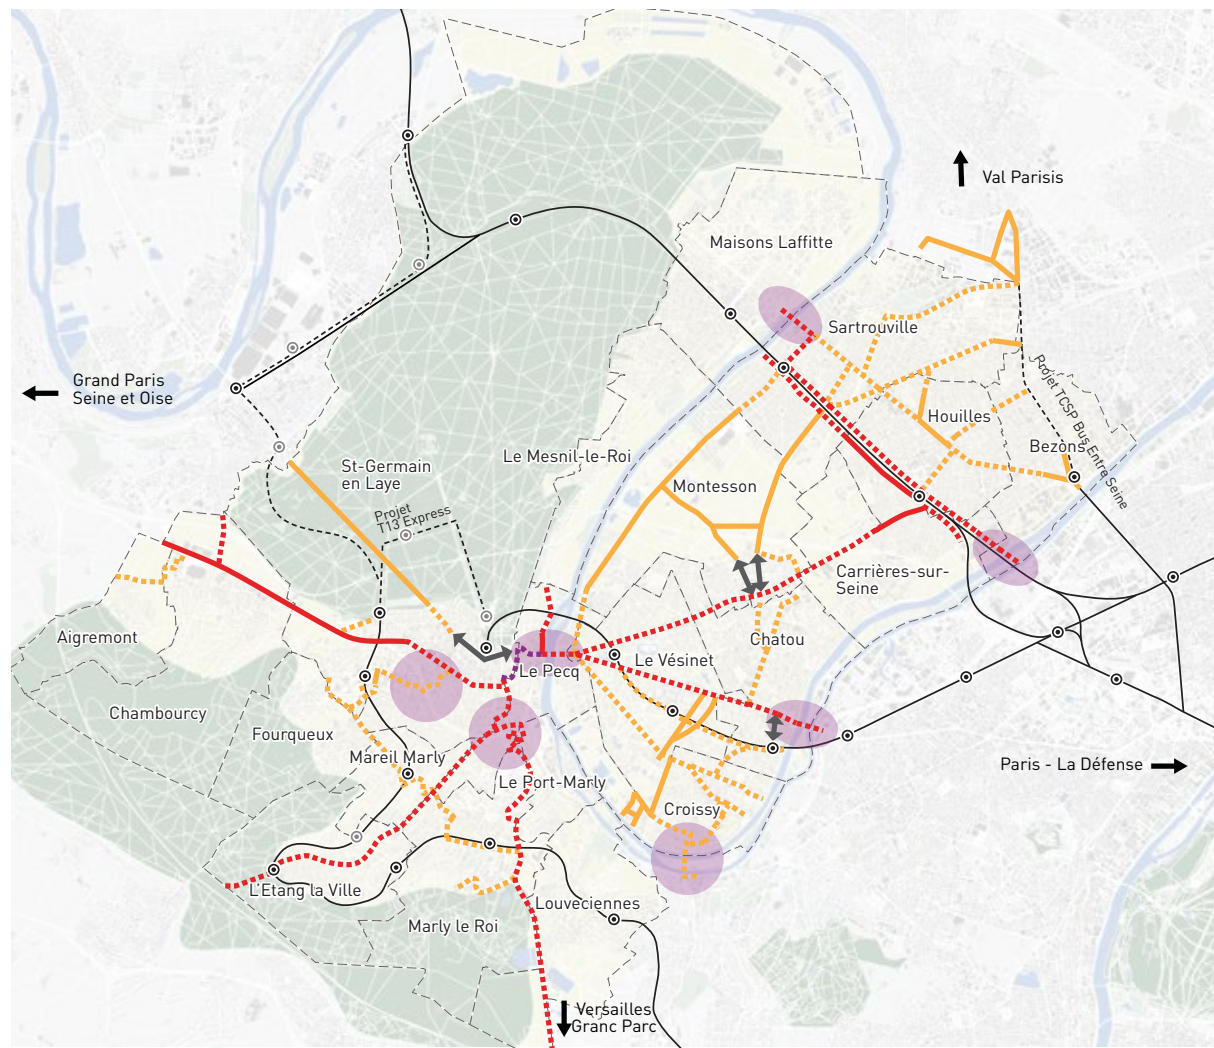 Val Parisis
Maisons Laffitte
Sartrouville
Grand Paris
Seine et Oise
Projet TCSP Bus Entre Seine
Houilles
Bezons
Le Mesnil-le-Roi
St-Germain
en Laye
Montesson
Projet
T13 Express
Carrières-sur-
Seine
Aigremont
Chatou
Le Vésinet
Le Pecq
Chambourcy
Fourqueux
Mareil Marly
Paris - La Défense
Le Port-Marly
Croissy
L'Etang la Ville
Louveciennes
Marly le Roi
Versailles
Granc Parc